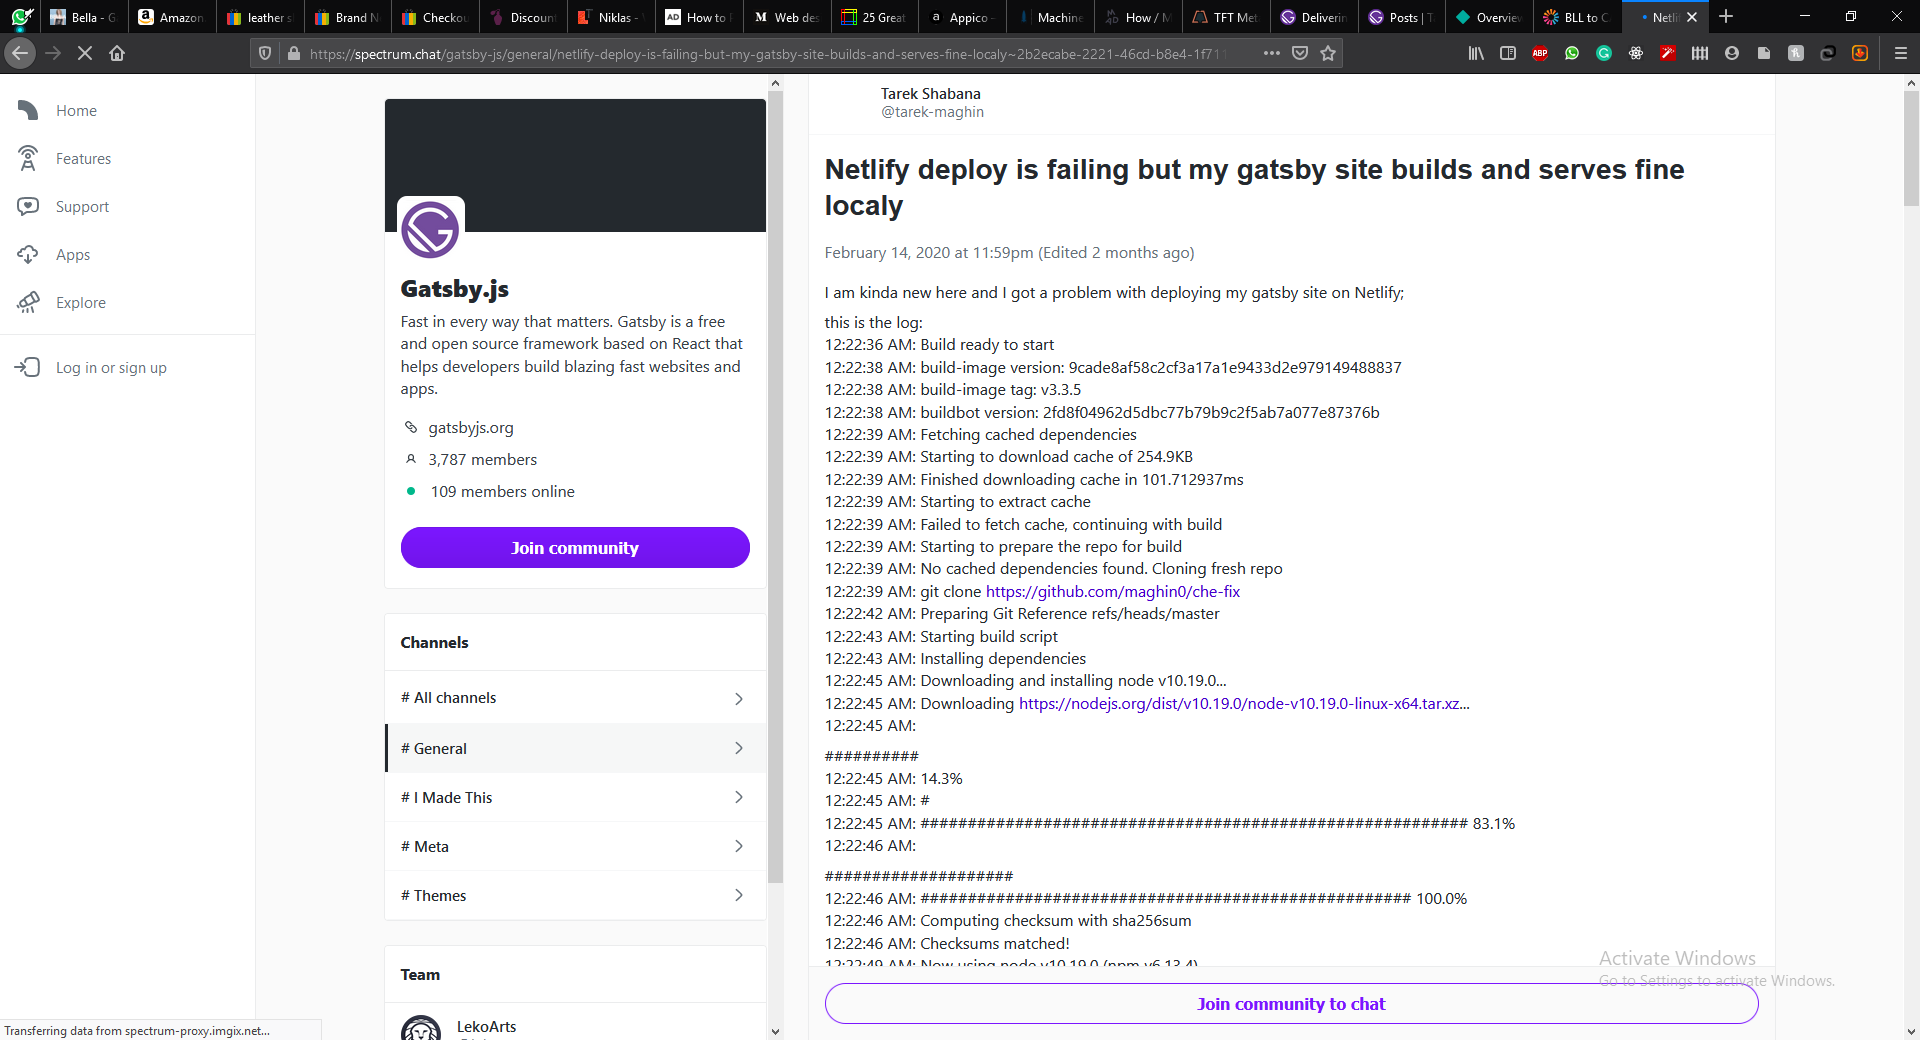 Bella - G
Amazon.
leather s
Brand N
Checkou
Discount
Niklas -
How to
Web des
25 Great
Appico -
Machine
How / M
TFT Met
Deliverin
Posts | T
Overview
BLL to C
Netli
https://spectrum.chat/gatsby-js/general/netlify-deploy-is-failing-but-my-gatsby-site-builds-and-serves-fine-localy~2b2ecabe-2221-46cd-b8e4-1f711
Home
Features
Support
Apps
Explore
Log in or sign up
Gatsby.js
Fast in every way that matters. Gatsby is a free
and open source framework based on React that
helps developers build blazing fast websites and
apps.
gatsbyjs.org
3,787 members
109 members online
Join community
Channels
# All channels
# General
# I Made This
# Meta
# Themes
Team
LekoArts
Tarek Shabana
@tarek-maghin
Netlify deploy is failing but my gatsby site builds and serves fine
localy
February 14, 2020 at 11:59pm (Edited 2 months ago)
I am kinda new here and I got a problem with deploying my gatsby site on Netlify;
this is the log:
12:22:36 AM: Build ready to start
12:22:38 AM: build-image version: 9cade8af58c2cf3a17a1e9433d2e979149488837
12:22:38 AM: build-image tag: v3.3.5
12:22:38 AM: buildbot version: 2fd8f04962d5dbc77b79b9c2f5ab7a077e87376b
12:22:39 AM: Fetching cached dependencies
12:22:39 AM: Starting to download cache of 254.9KB
12:22:39 AM: Finished downloading cache in 101.712937ms
12:22:39 AM: Starting to extract cache
12:22:39 AM: Failed to fetch cache, continuing with build
12:22:39 AM: Starting to prepare the repo for build
12:22:39 AM: No cached dependencies found. Cloning fresh repo
12:22:39 AM: git clone https://github.com/maghin0/che-fix
12:22:42 AM: Preparing Git Reference refs/heads/master
12:22:43 AM: Starting build script
12:22:43 AM: Installing dependencies
12:22:45 AM: Downloading and installing node v10.19.0...
12:22:45 AM: Downloading https://nodejs.org/dist/v10.19.0/node-v10.19.0-linux-x64.tar.xz...
12:22:45 AM:
##########
12:22:45 AM: 14.3%
12:22:45 AM: #
12:22:45 AM: ########################################################## 83.1%
12:22:46 AM:
####################
12:22:46 AM: #################################################### 100.0%
12:22:46 AM: Computing checksum with sha256sum
12:22:46 AM: Checksums matched!
12:22:49 AM: Now using node v10.19.0 (npm v6.13.4)
Join community to chat
Activate Windows
Go to Settings to activate Windows.
Transferring data from spectrum-proxy.imgix.net...